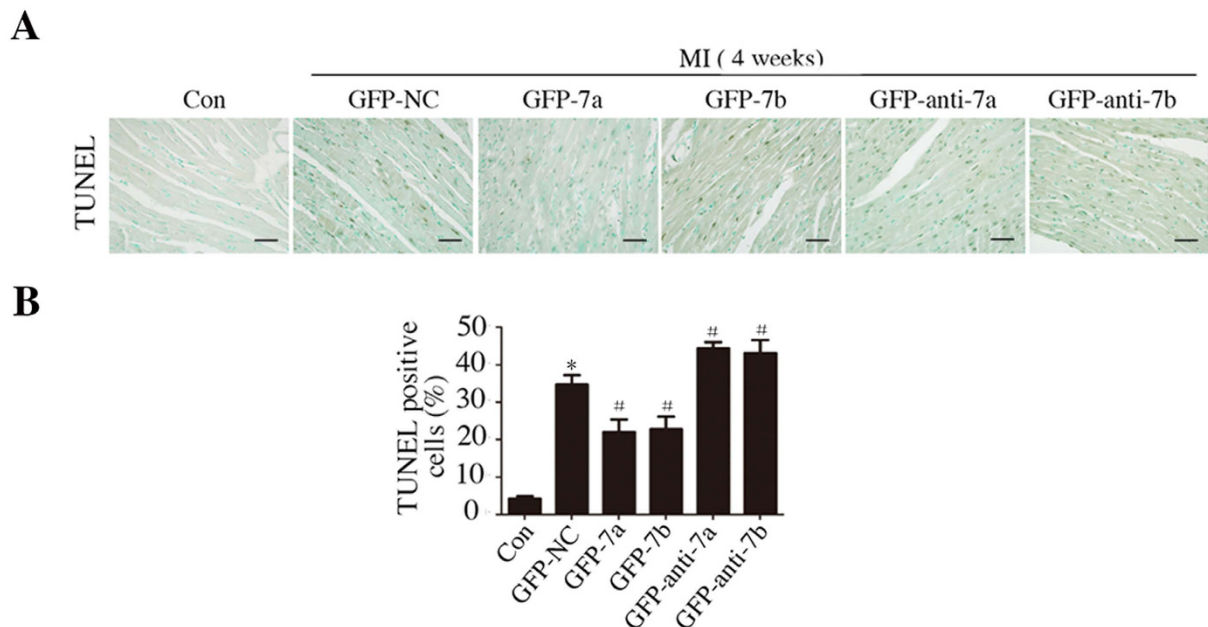 A
MI ( 4 weeks)
Con GFP-NC GFP-7a GFP-7b GFP-anti-7a GFP-anti-7b
TUNEL
B
TUNEL positive
cells (%)
50
40
30
20
10
0
* # # # #
Con GFP-NC GFP-7a GFP-7b GFP-anti-7a GFP-anti-7b